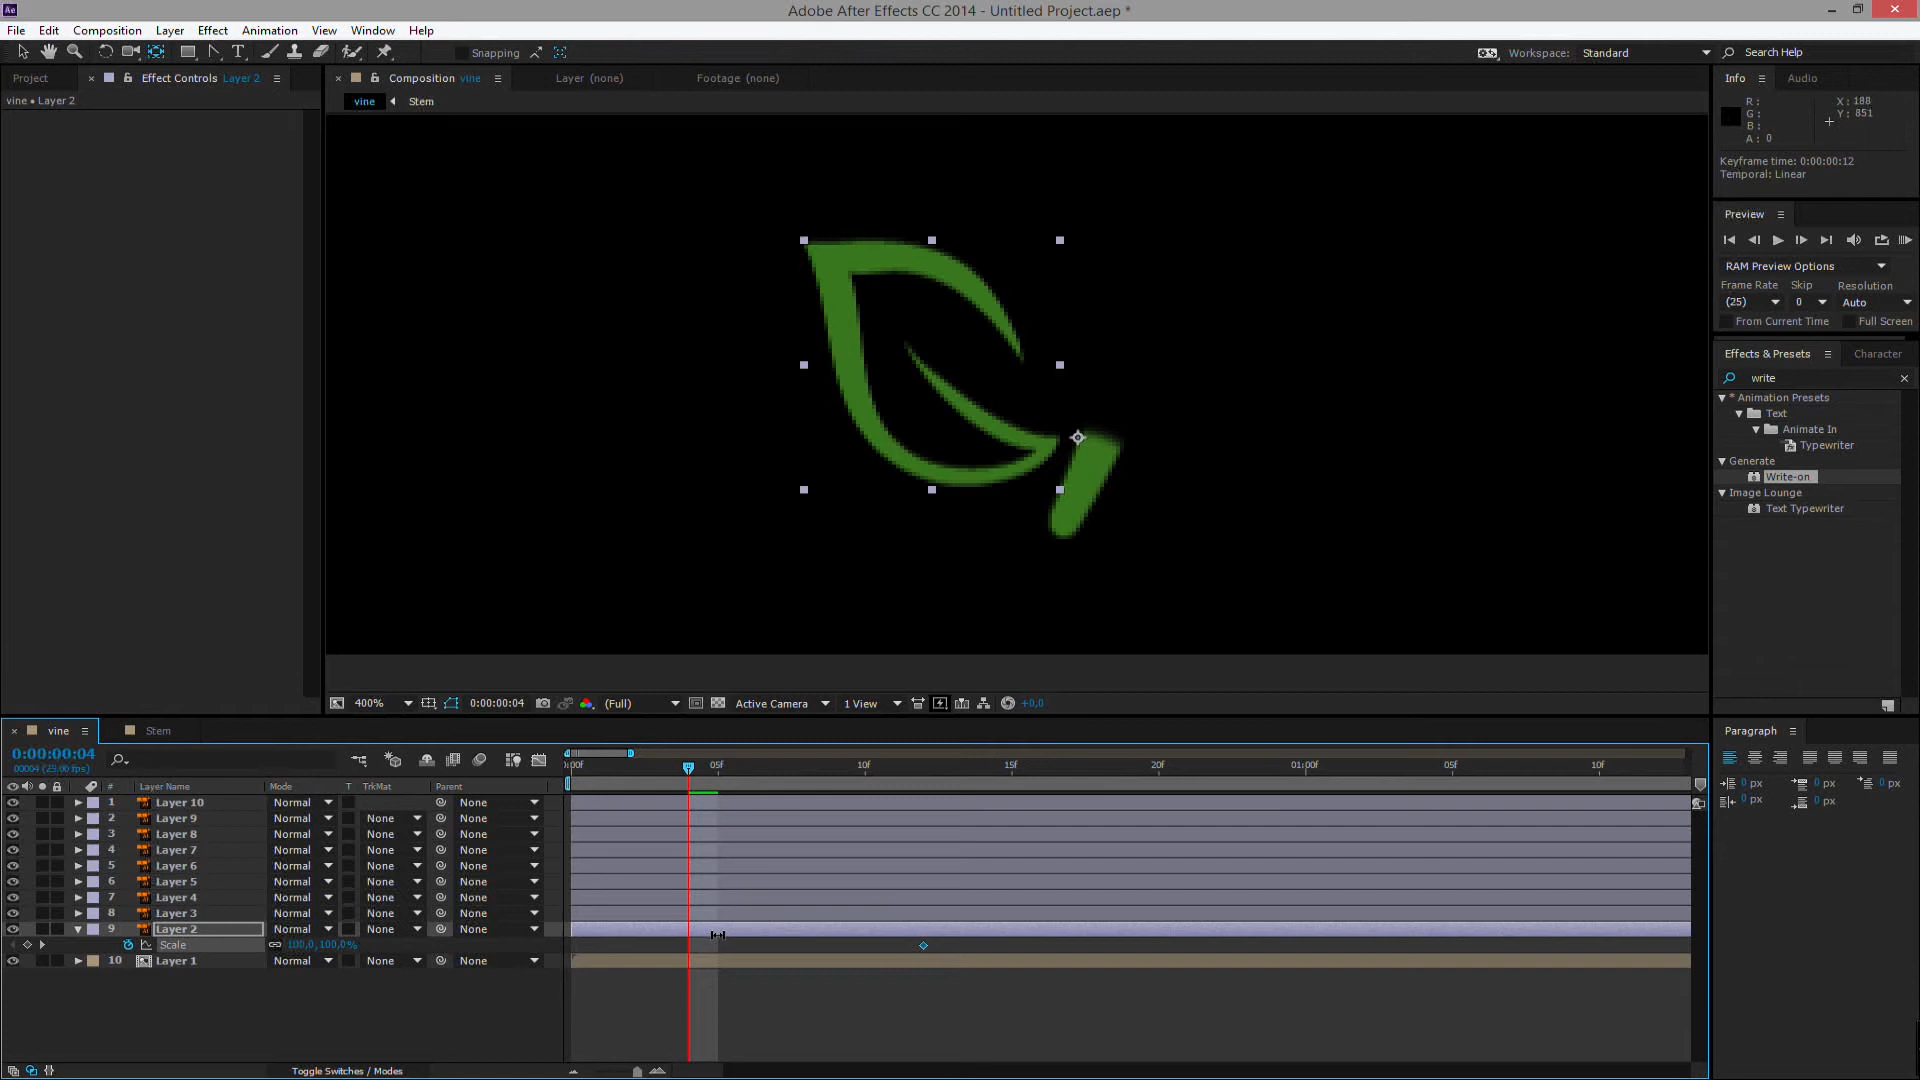 Adobe After Effects CC 2014 - Untitled Project.aep *
File Edit Composition Layer Effect Animation View Window Help
Snapping
Workspace: Standard
Search Help
Project
Effect Controls Layer 2
Composition vine
Layer (none)
Footage (none)
Info
Audio
vine • Layer 2
vine
Stem
R :
G :
B :
A : 0
X : 188
Y : 851
Keyframe time: 0:00:00:12
Temporal: Linear
Preview
RAM Preview Options
Frame Rate Skip Resolution
(25) 0 Auto
From Current Time Full Screen
Effects & Presets
Character
write
* Animation Presets
Text
Animate In
Typewriter
Generate
Write-on
Image Lounge
Text Typewriter
400%
0:00:00:04
(Full)
Active Camera
1 View
+0,0
vine
Stem
Paragraph
0:00:00:04
00004 (25.00 fps)
05f 10f 15f 20f 01:00f 05f 10f
# Layer Name Mode T TrkMat Parent
1 Layer 10 Normal None
2 Layer 9 Normal None None
3 Layer 8 Normal None None
4 Layer 7 Normal None None
5 Layer 6 Normal None None
6 Layer 5 Normal None None
7 Layer 4 Normal None None
8 Layer 3 Normal None None
9 Layer 2 Normal None None
Scale 100,0,100,0%
10 Layer 1 Normal None None
0 px 0 px 0 px
0 px 0 px
Toggle Switches / Modes